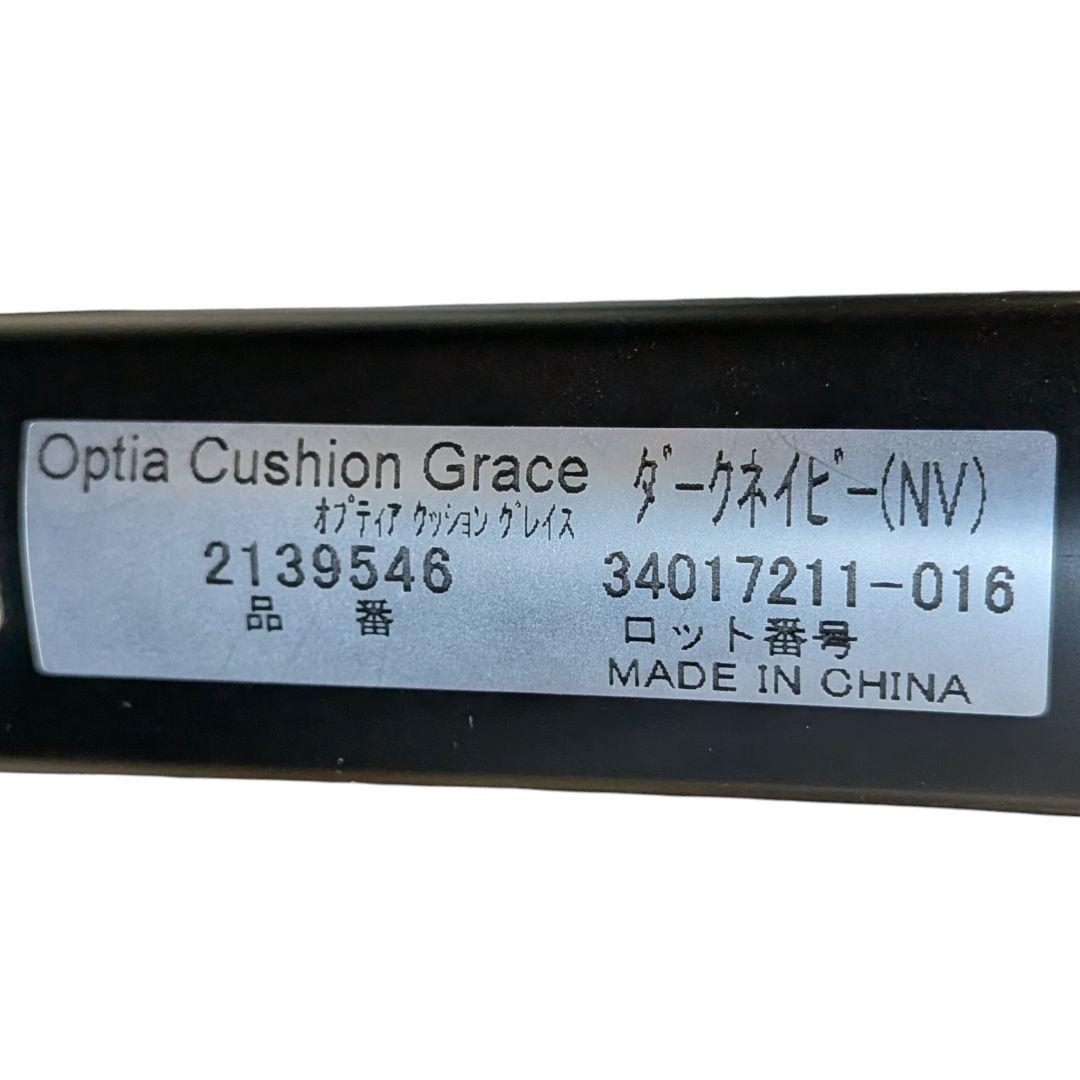 Optia Cushion Grace ﾀﾞｰｸﾈｲﾋﾞｰ(NV)
ｵﾌﾟﾃｨｱ ｸｯｼｮﾝ ｸﾞﾚｲｽ
2139546 34017211-016
品 番 ロット番号
MADE IN CHINA